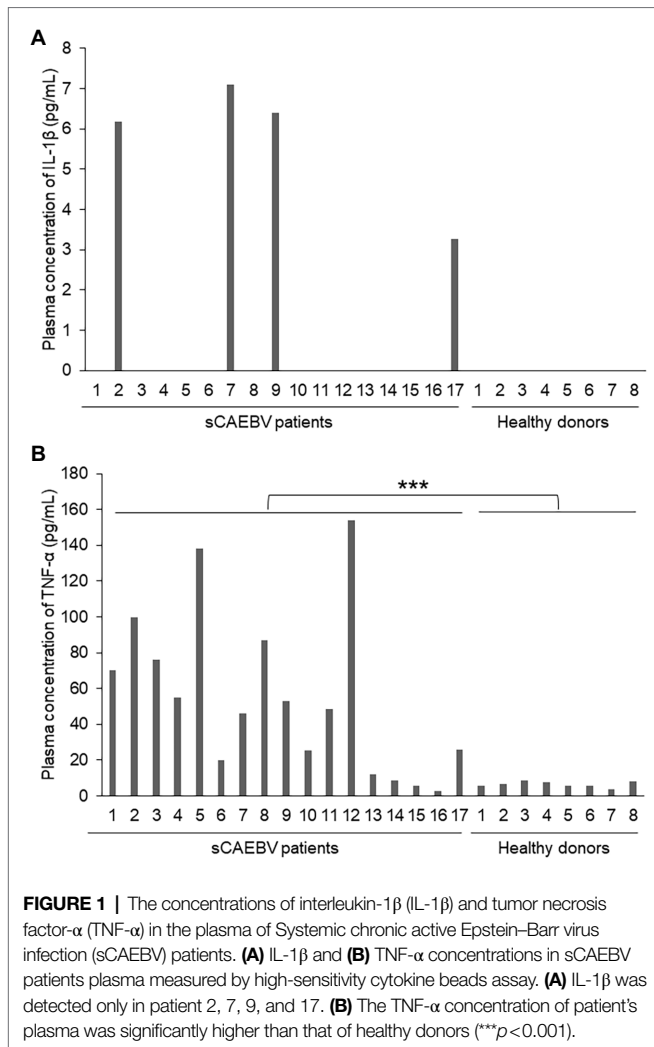 A
Plasma concentration of IL-1β (pg/mL)
8
7
6
5
4
3
2
1
0
1 2 3 4 5 6 7 8 9 10 11 12 13 14 15 16 17 1 2 3 4 5 6 7 8
sCAEBV patients Healthy donors
B
Plasma concentration of TNF-α (pg/mL)
180
160
140
120
100
80
60
40
20
0
***
1 2 3 4 5 6 7 8 9 10 11 12 13 14 15 16 17 1 2 3 4 5 6 7 8
sCAEBV patients Healthy donors
FIGURE 1 | The concentrations of interleukin-1β (IL-1β) and tumor necrosis
factor-α (TNF-α) in the plasma of Systemic chronic active Epstein–Barr virus
infection (sCAEBV) patients. (A) IL-1β and (B) TNF-α concentrations in sCAEBV
patients plasma measured by high-sensitivity cytokine beads assay. (A) IL-1β was
detected only in patient 2, 7, 9, and 17. (B) The TNF-α concentration of patient's
plasma was significantly higher than that of healthy donors (***p<0.001).